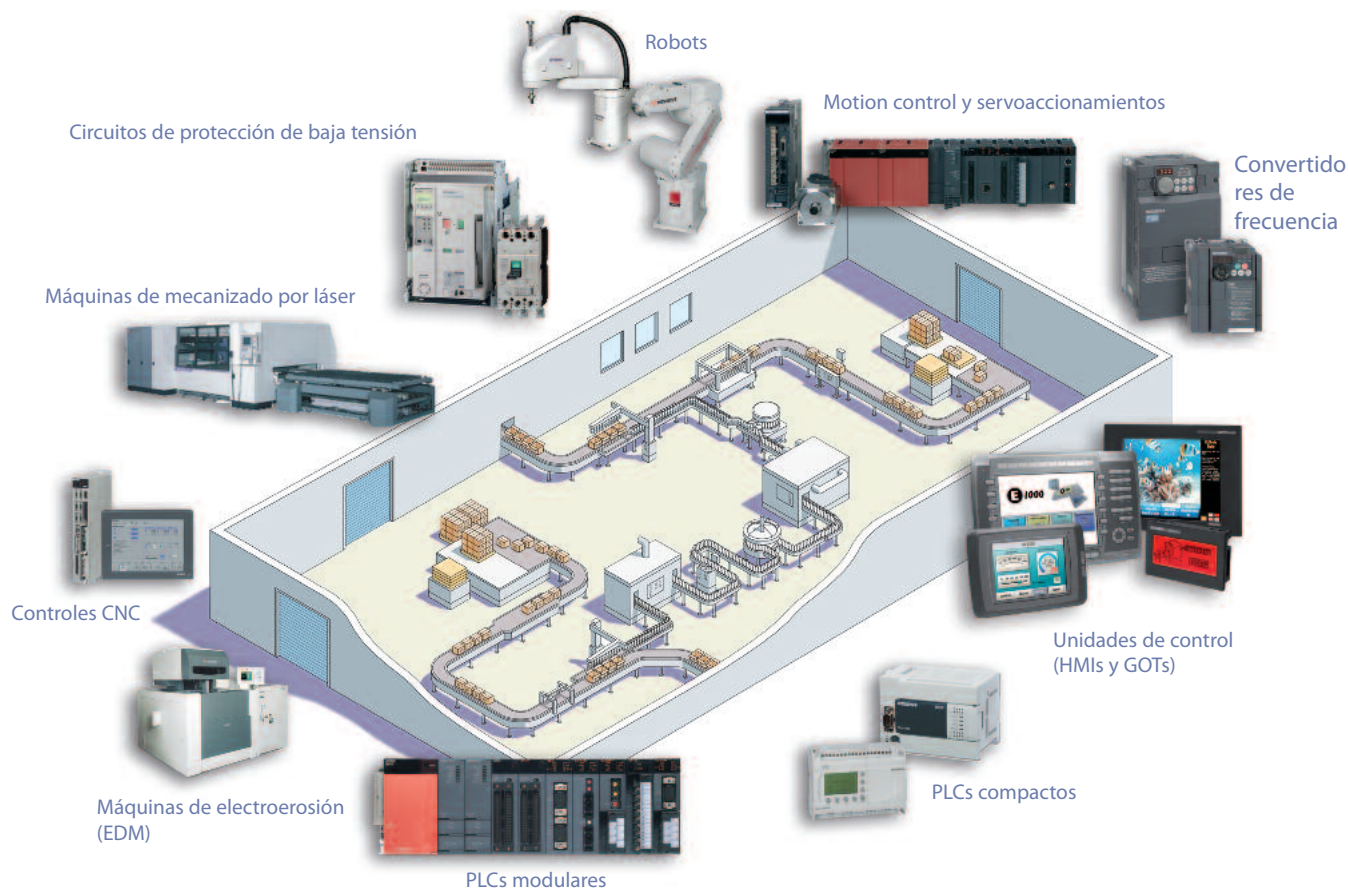 Robots
Motion control y servoaccionamientos
Circuitos de protección de baja tensión
Convertido
res de
frecuencia
Máquinas de mecanizado por láser
E 1000
Controles CNC
Unidades de control
(HMIs y GOTs)
PLCs compactos
Máquinas de electroerosión
(EDM)
PLCs modulares